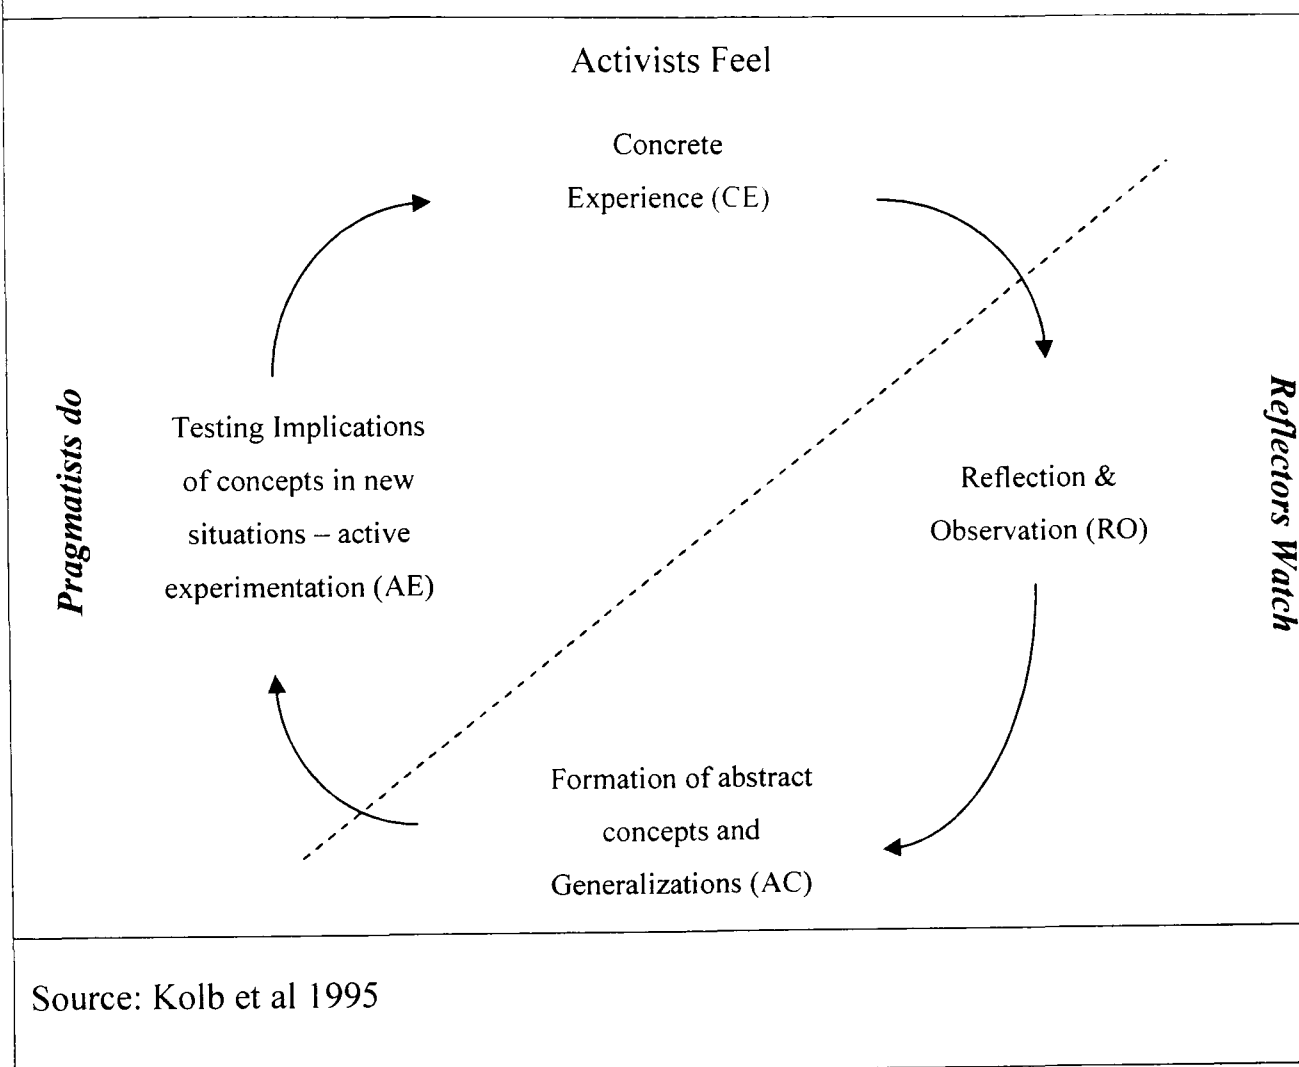 Activists Feel
Concrete
Experience (CE)
Pragmatists do
Testing Implications
of concepts in new
situations – active
experimentation (AE)
Reflection &
Observation (RO)
Reflectors Watch
Formation of abstract
concepts and
Generalizations (AC)
Source: Kolb et al 1995